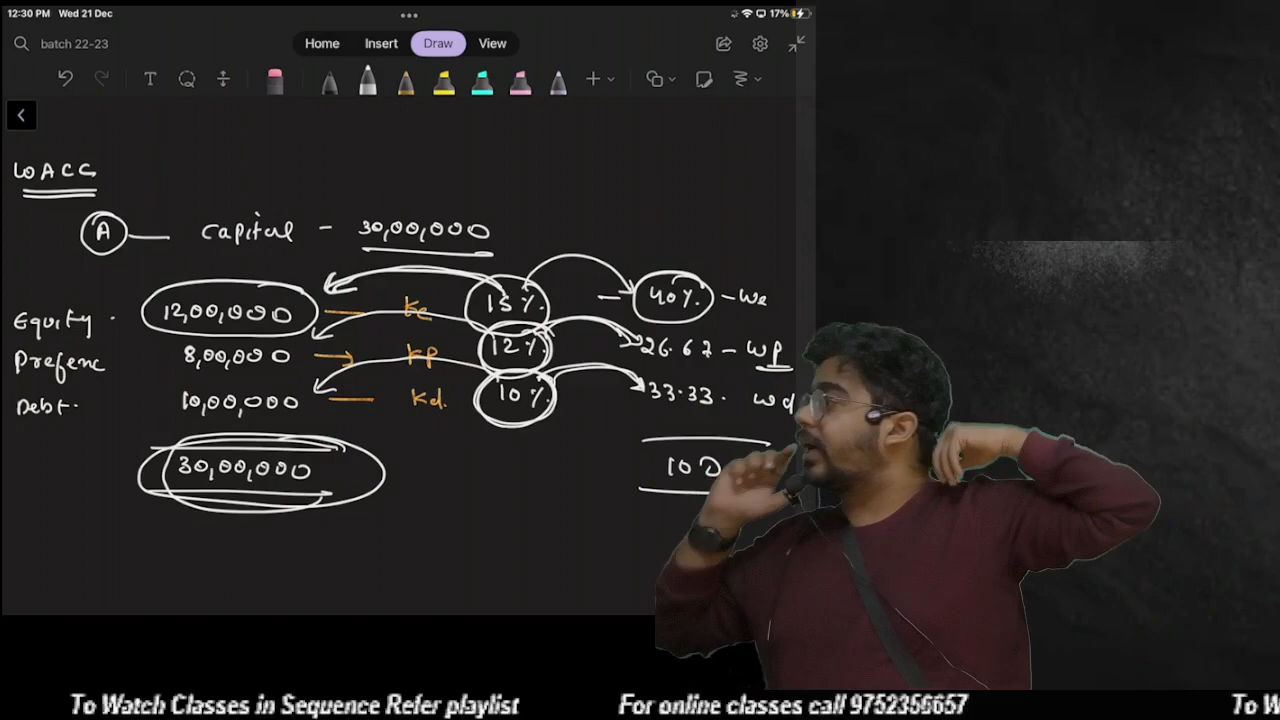 12:30 PM Wed 21 Dec
17%
batch 22-23
Home Insert Draw View
WACC
A — Capital - 30,00,000
Equity 12,00,000 — Ke 15% — 40% - We
Prefenc 8,00,000 → Kp 12% 26.67 - Wp
Debt. 10,00,000 — Kd. 10% 33.33. Wd
30,00,000 100
To Watch Classes in Sequence Refer playlist For online classes call 9752356657 To W